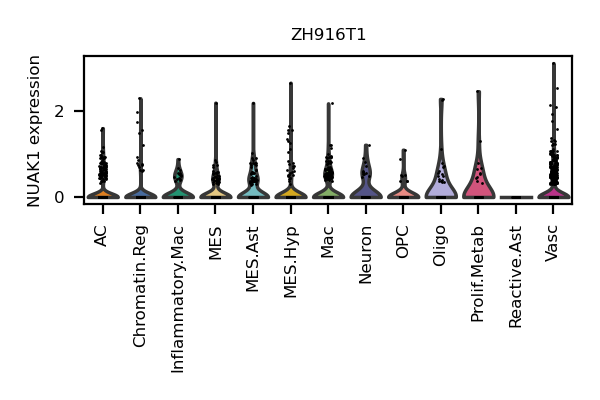 ZH916T1
NUAK1 expression
2
0
AC
Chromatin.Reg
Inflammatory.Mac
MES
MES.Ast
MES.Hyp
Mac
Neuron
OPC
Oligo
Prolif.Metab
Reactive.Ast
Vasc